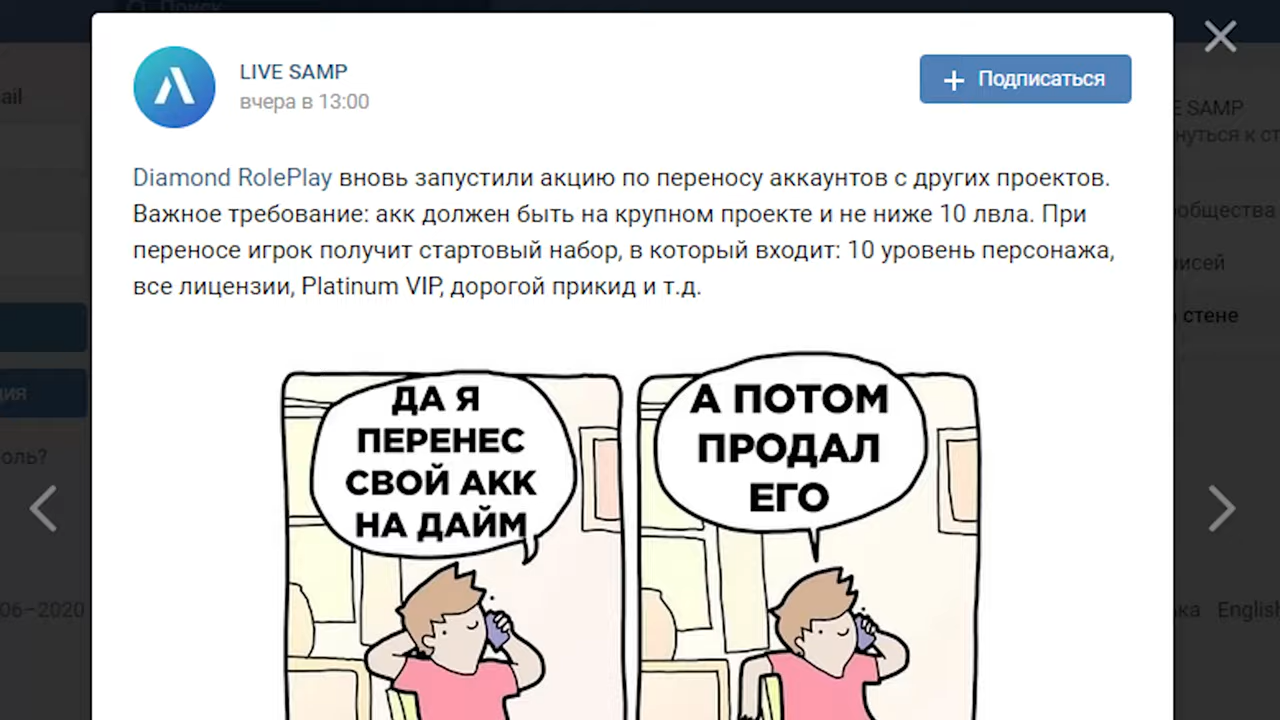 Поиск
LIVE SAMP
вчера в 13:00
Подписаться
Diamond RolePlay вновь запустили акцию по переносу аккаунтов с других проектов.
Важное требование: акк должен быть на крупном проекте и не ниже 10 лвла. При
переносе игрок получит стартовый набор, в который входит: 10 уровень персонажа,
все лицензии, Platinum VIP, дорогой прикид и т.д.
ДА Я
ПЕРЕНЕС
СВОЙ АКК
НА ДАЙМ
А ПОТОМ
ПРОДАЛ
ЕГО
ail
ция
оль?
06–2020
E SAMP
нуться к ст
ообщества
исей
стене
ка English